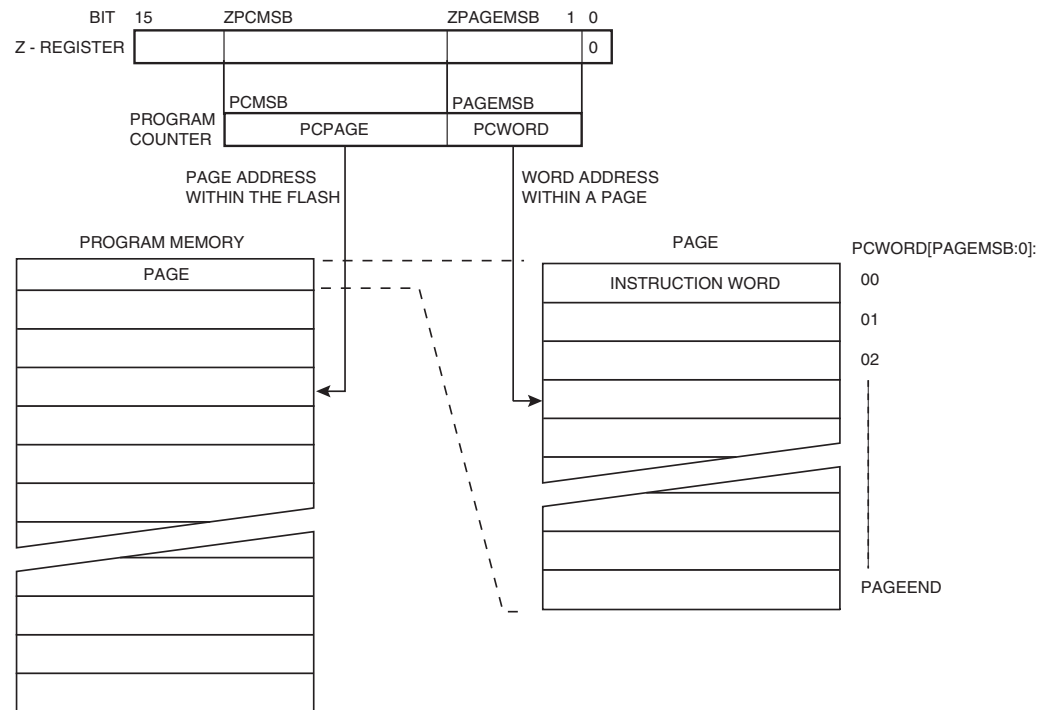 BIT 15 ZPCMSB ZPAGEMSB 1 0
Z - REGISTER 0
PCMSB PAGEMSB
PROGRAM
COUNTER
PCPAGE PCWORD
PAGE ADDRESS
WITHIN THE FLASH
WORD ADDRESS
WITHIN A PAGE
PROGRAM MEMORY
PAGE
PAGE
PCWORD[PAGEMSB:0]:
INSTRUCTION WORD
00
01
02
PAGEEND